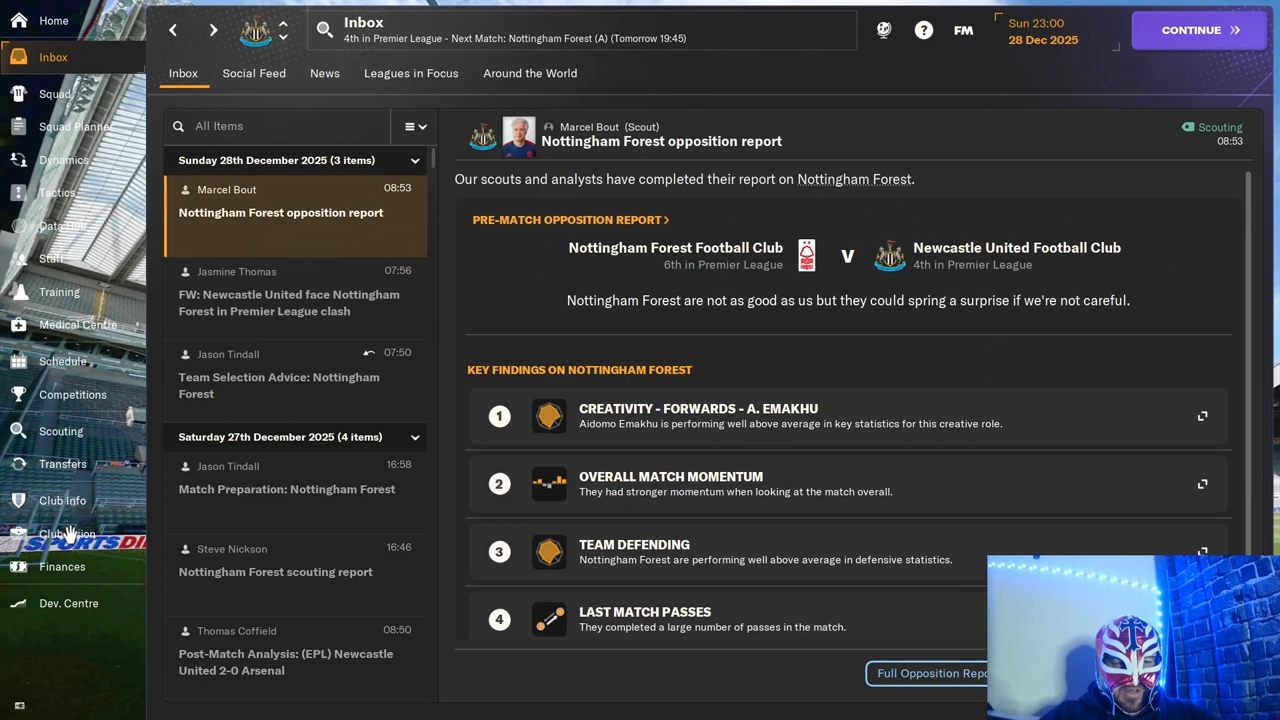 Home
Inbox
Squad
Squad Planner
Dynamics
Tactics
Data Hub
Staff
Training
Medical Centre
Schedule
Competitions
Scouting
Transfers
Club Info
Club Vision
Finances
Dev. Centre
SPORTS DI
Inbox
4th in Premier League - Next Match: Nottingham Forest (A) (Tomorrow 19:45)
?
FM
Sun 23:00
28 Dec 2025
CONTINUE
Inbox
Social Feed
News
Leagues in Focus
Around the World
All Items
Sunday 28th December 2025 (3 items)
Marcel Bout 08:53
Nottingham Forest opposition report
Jasmine Thomas 07:56
FW: Newcastle United face Nottingham
Forest in Premier League clash
Jason Tindall 07:50
Team Selection Advice: Nottingham
Forest
Saturday 27th December 2025 (4 items)
Jason Tindall 16:58
Match Preparation: Nottingham Forest
Steve Nickson 16:46
Nottingham Forest scouting report
Thomas Coffield 08:50
Post-Match Analysis: (EPL) Newcastle
United 2-0 Arsenal
Marcel Bout (Scout)
Nottingham Forest opposition report
Scouting
08:53
Our scouts and analysts have completed their report on Nottingham Forest.
PRE-MATCH OPPOSITION REPORT >
Nottingham Forest Football Club
6th in Premier League
V
Newcastle United Football Club
4th in Premier League
Nottingham Forest are not as good as us but they could spring a surprise if we're not careful.
KEY FINDINGS ON NOTTINGHAM FOREST
1
CREATIVITY - FORWARDS - A. EMAKHU
Aidomo Emakhu is performing well above average in key statistics for this creative role.
2
OVERALL MATCH MOMENTUM
They had stronger momentum when looking at the match overall.
3
TEAM DEFENDING
Nottingham Forest are performing well above average in defensive statistics.
4
LAST MATCH PASSES
They completed a large number of passes in the match.
Full Opposition Repo